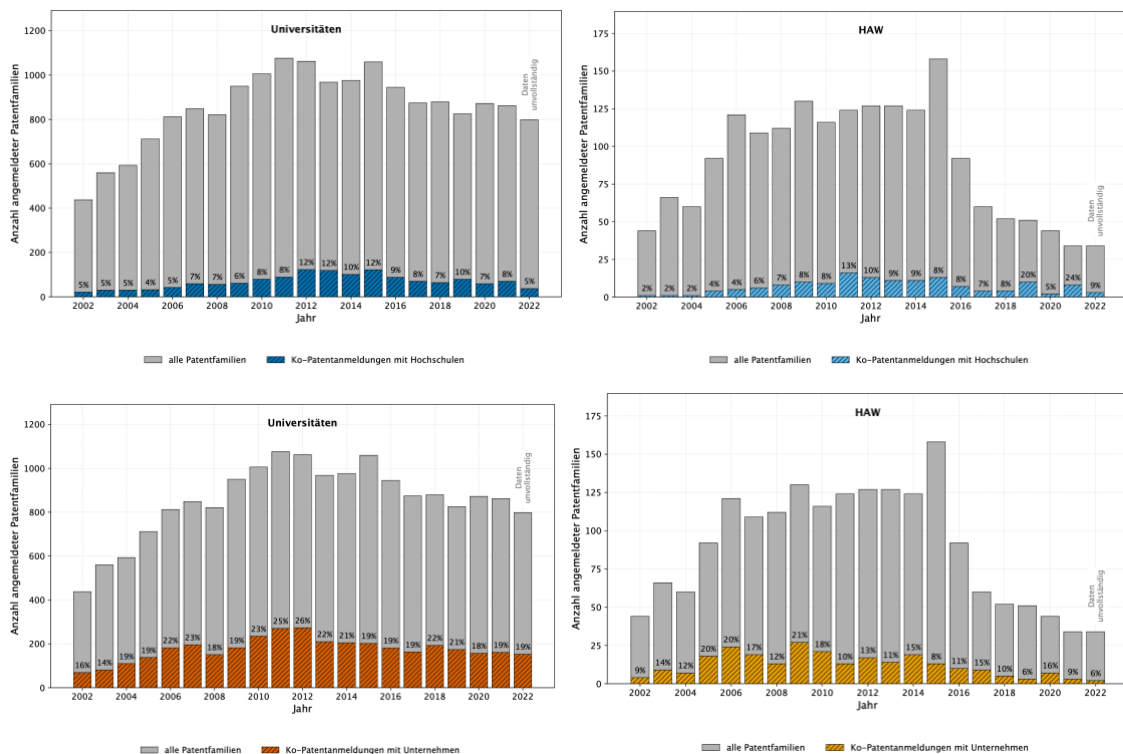 Universitäten
Anzahl angemeldeter Patentfamilien
1200
1000
800
600
400
200
0
Daten
unvollständig
5% 5% 5% 4% 5% 7% 7% 6% 8% 8% 12% 12% 10% 12% 9% 8% 7% 10% 7% 8% 5%
2002 2004 2006 2008 2010 2012 2014 2016 2018 2020 2022
Jahr
alle Patentfamilien Ko-Patentanmeldungen mit Hochschulen
HAW
Anzahl angemeldeter Patentfamilien
175
150
125
100
75
50
25
0
Daten
unvollständig
2% 2% 2% 4% 4% 6% 7% 8% 8% 13% 10% 9% 9% 8% 8% 7% 8% 20% 5% 24% 9%
2002 2004 2006 2008 2010 2012 2014 2016 2018 2020 2022
Jahr
alle Patentfamilien Ko-Patentanmeldungen mit Hochschulen
Universitäten
Anzahl angemeldeter Patentfamilien
1200
1000
800
600
400
200
0
Daten
unvollständig
16% 14% 19% 19% 22% 23% 18% 19% 23% 25% 26% 22% 21% 19% 19% 19% 22% 21% 18% 19% 19%
2002 2004 2006 2008 2010 2012 2014 2016 2018 2020 2022
Jahr
alle Patentfamilien Ko-Patentanmeldungen mit Unternehmen
HAW
Anzahl angemeldeter Patentfamilien
175
150
125
100
75
50
25
0
Daten
unvollständig
9% 14% 12% 20% 20% 17% 12% 21% 18% 10% 13% 11% 15% 8% 11% 15% 10% 6% 16% 9% 6%
2002 2004 2006 2008 2010 2012 2014 2016 2018 2020 2022
Jahr
alle Patentfamilien Ko-Patentanmeldungen mit Unternehmen